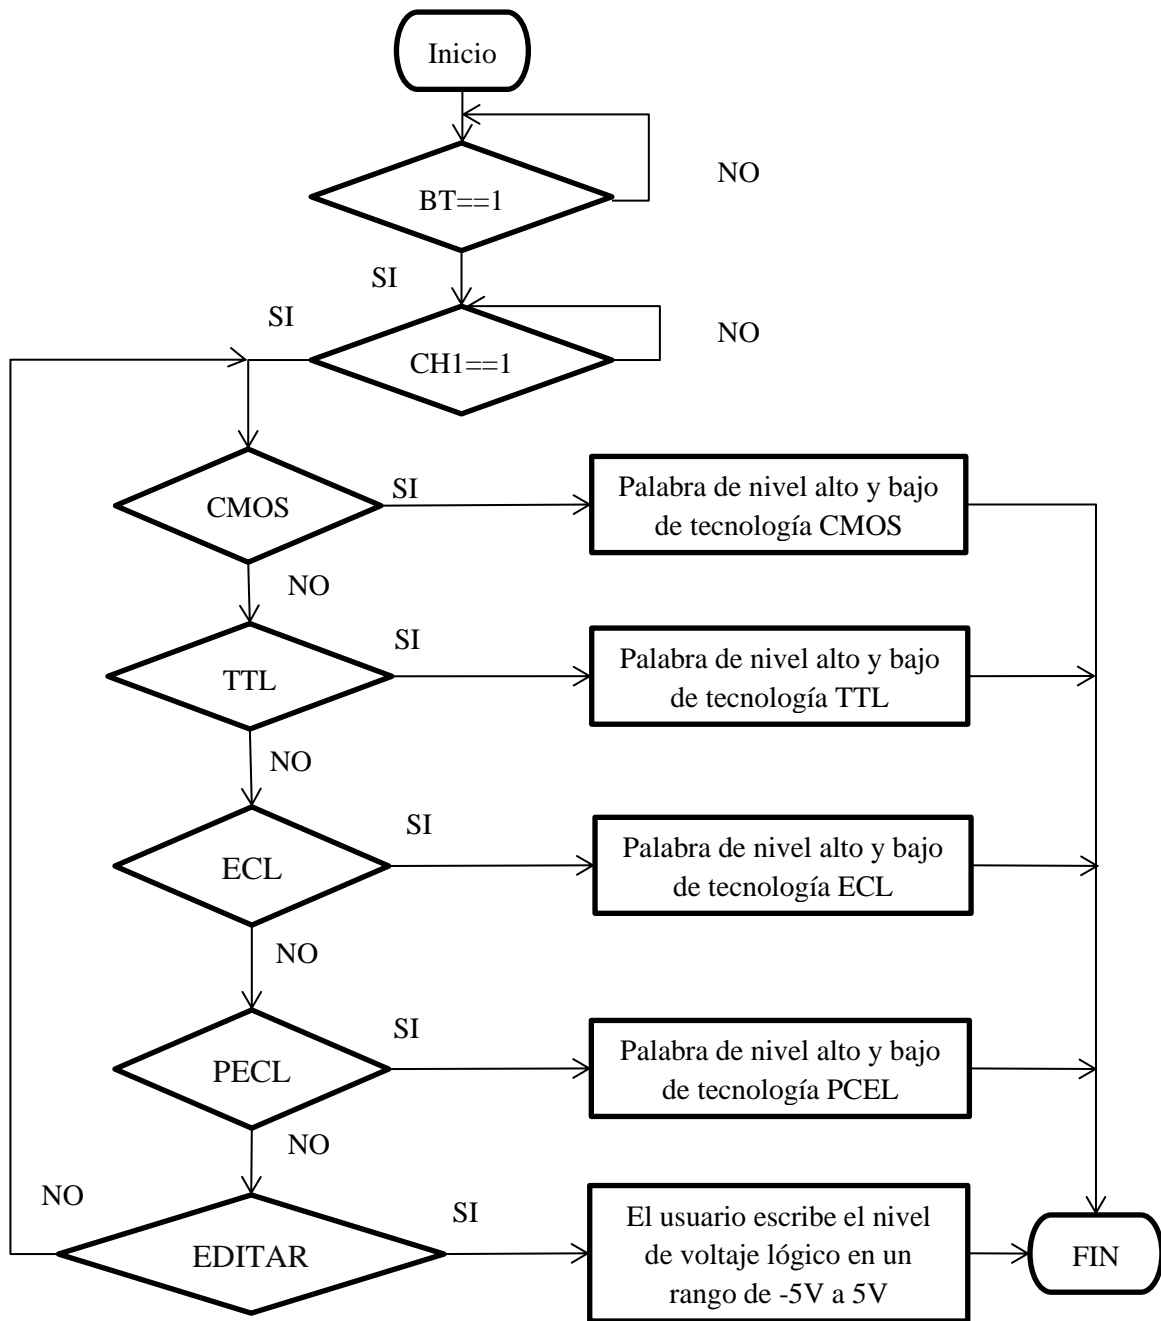 Inicio
NO
BT==1
SI
SI
NO
CH1==1
SI
CMOS
Palabra de nivel alto y bajo
de tecnología CMOS
NO
SI
TTL
Palabra de nivel alto y bajo
de tecnología TTL
NO
SI
ECL
Palabra de nivel alto y bajo
de tecnología ECL
NO
SI
PECL
Palabra de nivel alto y bajo
de tecnología PCEL
NO
NO
SI
EDITAR
El usuario escribe el nivel
de voltaje lógico en un
rango de -5V a 5V
FIN